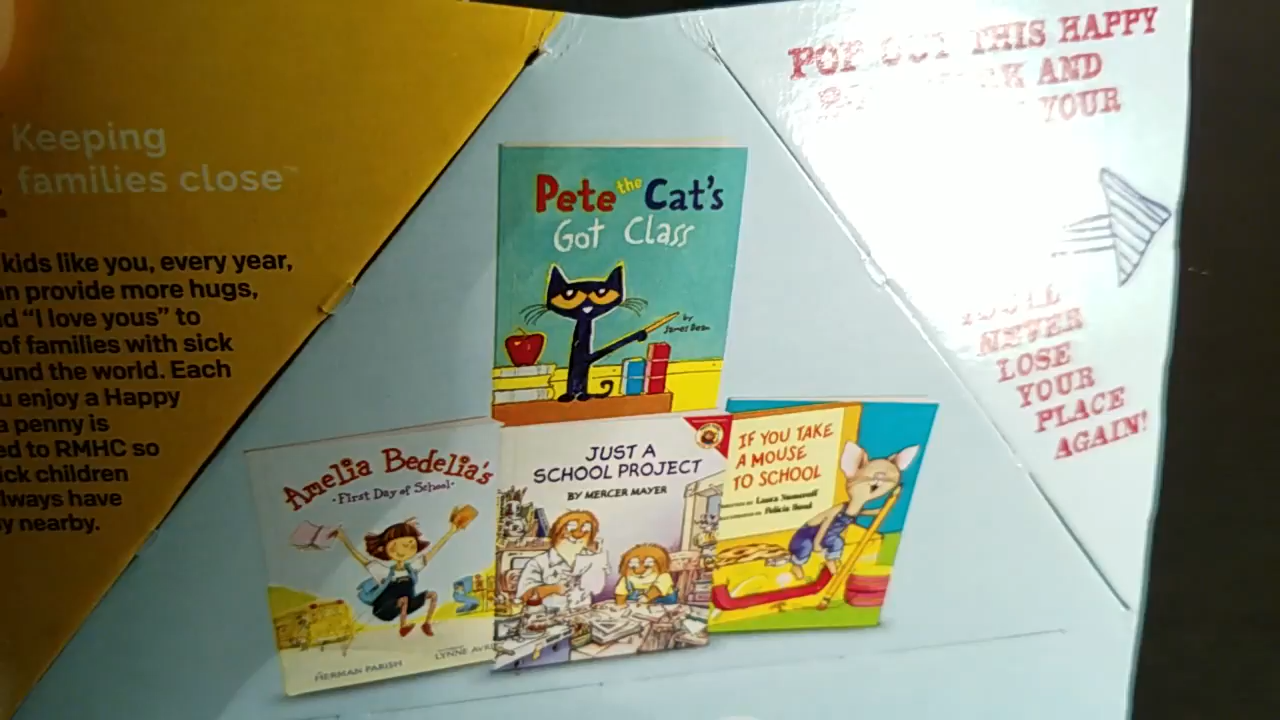 Keeping
families close™
kids like you, every year,
an provide more hugs,
d “I love yous” to
of families with sick
und the world. Each
u enjoy a Happy
a penny is
ed to RMHC so
ick children
lways have
y nearby.
Pete the Cat's
Got Class
by
James Dean
Amelia Bedelia's
·First Day of School·
HERMAN PARISH
LYNNE AVR
JUST A
SCHOOL PROJECT
BY MERCER MAYER
IF YOU TAKE
A MOUSE
TO SCHOOL
Laura Numeroff
Felicia Bond
POP OUT THIS HAPPY
AND
YOUR
NEVER
LOSE
YOUR
PLACE
AGAIN!